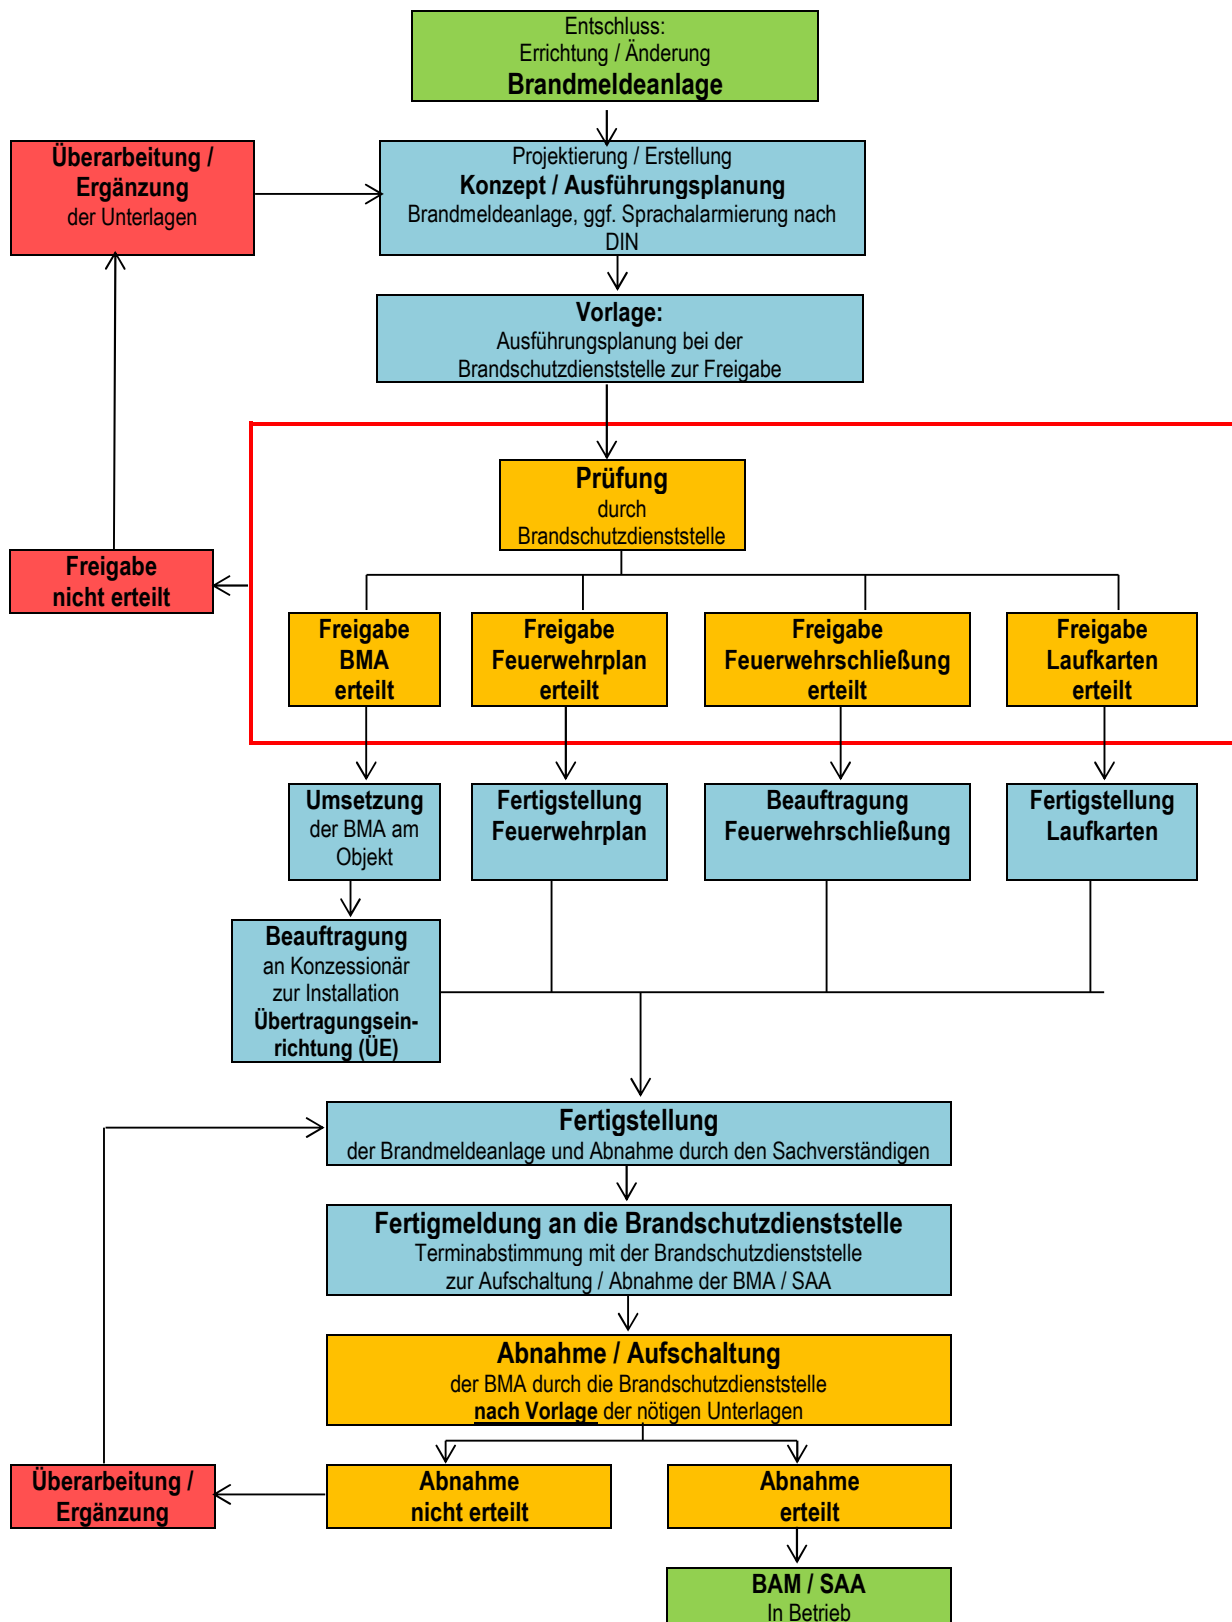 Entschluss:
Errichtung / Änderung
Brandmeldeanlage
Überarbeitung /
Ergänzung
der Unterlagen
Projektierung / Erstellung
Konzept / Ausführungsplanung
Brandmeldeanlage, ggf. Sprachalarmierung nach
DIN
Vorlage:
Ausführungsplanung bei der
Brandschutzdienststelle zur Freigabe
Prüfung
durch
Brandschutzdienststelle
Freigabe
nicht erteilt
Freigabe
BMA
erteilt
Freigabe
Feuerwehrplan
erteilt
Freigabe
Feuerwehrschließung
erteilt
Freigabe
Laufkarten
erteilt
Umsetzung
der BMA am
Objekt
Fertigstellung
Feuerwehrplan
Beauftragung
Feuerwehrschließung
Fertigstellung
Laufkarten
Beauftragung
an Konzessionär
zur Installation
Übertragungsein-
richtung (ÜE)
Fertigstellung
der Brandmeldeanlage und Abnahme durch den Sachverständigen
Fertigmeldung an die Brandschutzdienststelle
Terminabstimmung mit der Brandschutzdienststelle
zur Aufschaltung / Abnahme der BMA / SAA
Abnahme / Aufschaltung
der BMA durch die Brandschutzdienststelle
nach Vorlage der nötigen Unterlagen
Überarbeitung /
Ergänzung
Abnahme
nicht erteilt
Abnahme
erteilt
BAM / SAA
In Betrieb